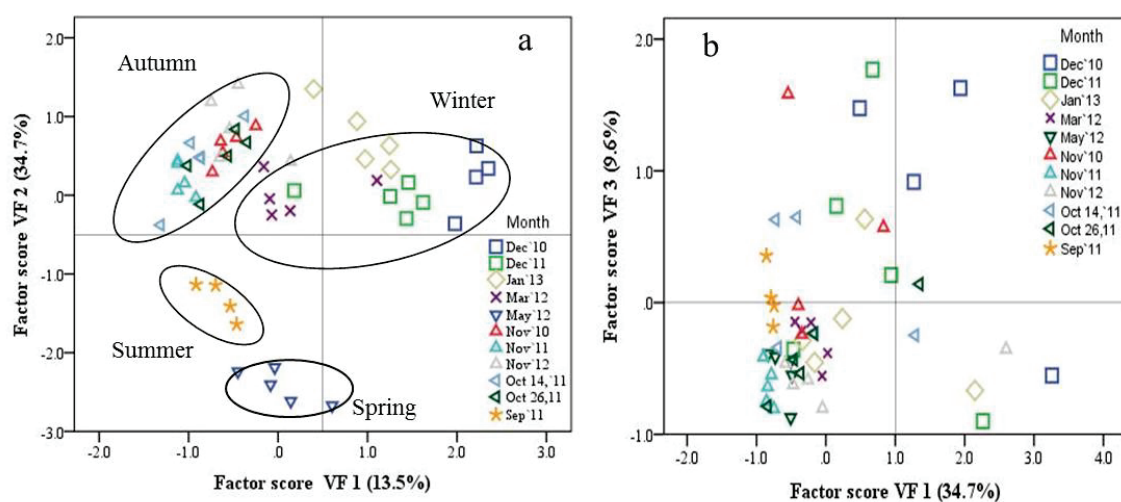 a
Autumn
Winter
Summer
Spring
Factor score VF 2 (34.7%)
2.0
1.0
.0
-1.0
-2.0
-3.0
-2.0
-1.0
.0
1.0
2.0
3.0
Factor score VF 1 (13.5%)
Month
Dec`10
Dec`11
Jan`13
Mar`12
May`12
Nov`10
Nov`11
Nov`12
Oct 14,`11
Oct 26,11
Sep`11
b
Factor score VF 3 (9.6%)
2.0
1.0
.0
-1.0
-2.0
-1.0
.0
1.0
2.0
3.0
4.0
Factor score VF 1 (34.7%)
Month
Dec`10
Dec`11
Jan`13
Mar`12
May`12
Nov`10
Nov`11
Nov`12
Oct 14,`11
Oct 26,11
Sep`11